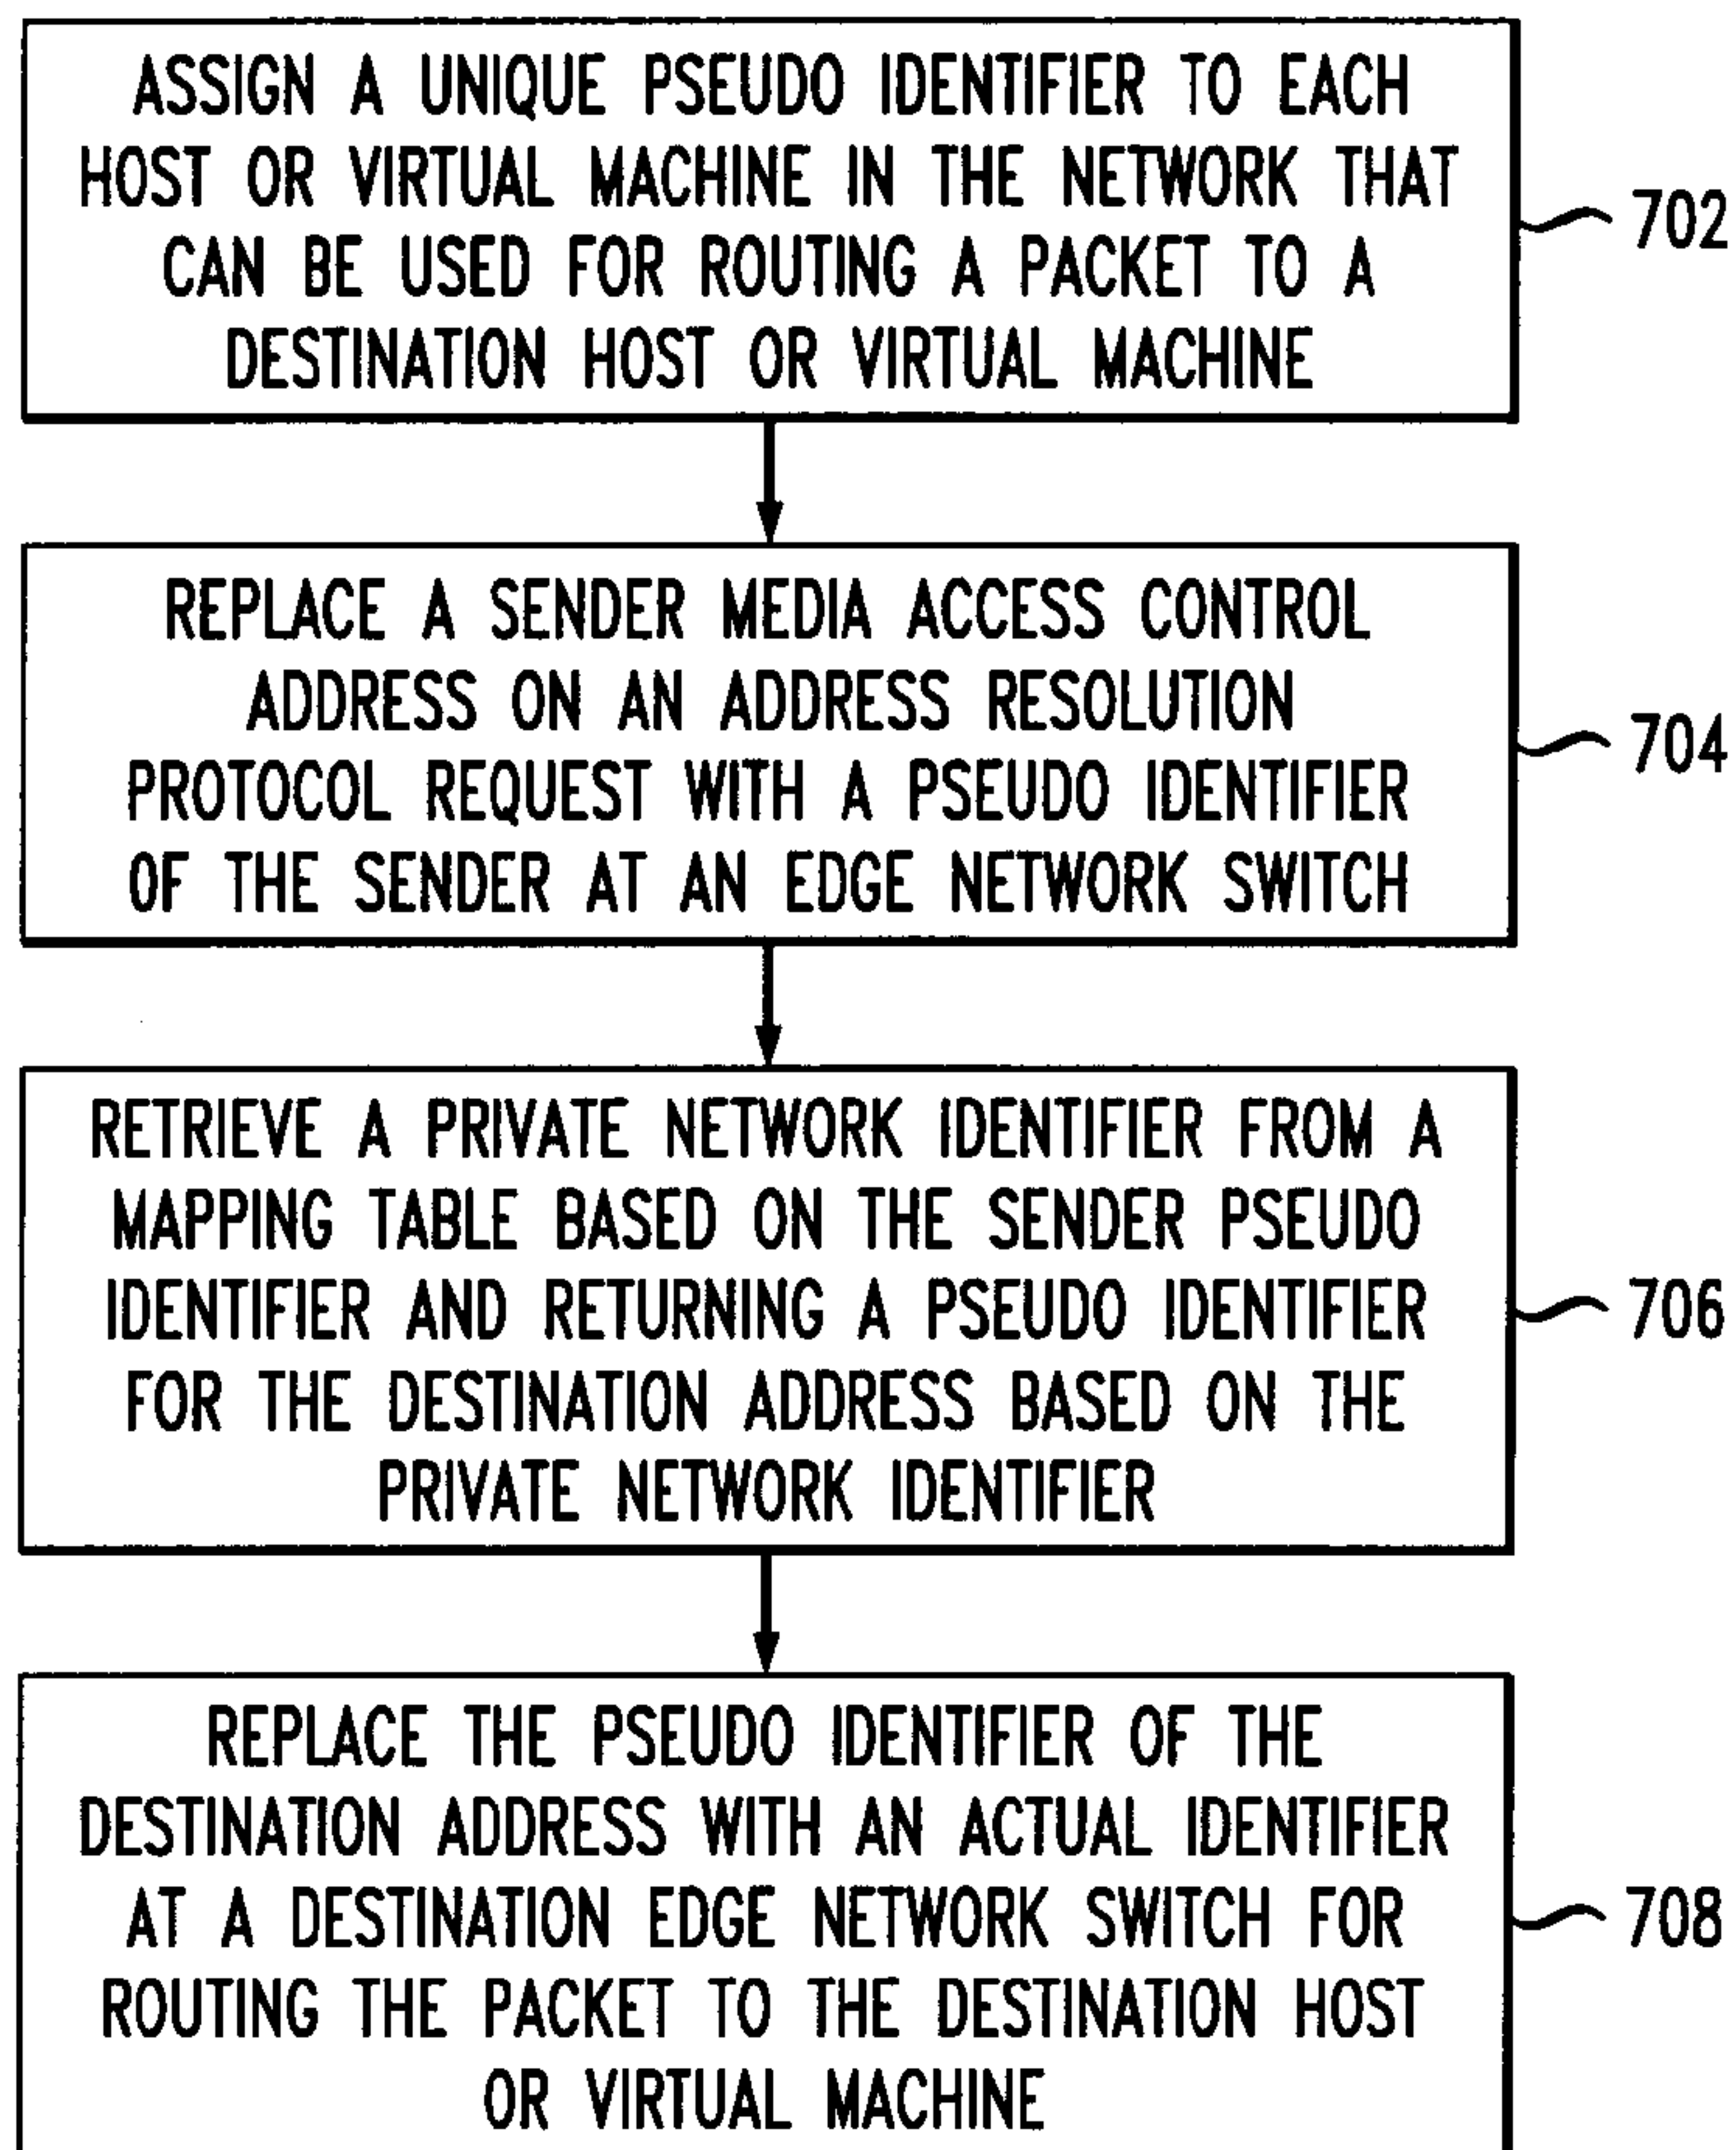 ASSIGN A UNIQUE PSEUDO IDENTIFIER TO EACH
HOST OR VIRTUAL MACHINE IN THE NETWORK THAT
CAN BE USED FOR ROUTING A PACKET TO A
DESTINATION HOST OR VIRTUAL MACHINE
702
REPLACE A SENDER MEDIA ACCESS CONTROL
ADDRESS ON AN ADDRESS RESOLUTION
PROTOCOL REQUEST WITH A PSEUDO IDENTIFIER
OF THE SENDER AT AN EDGE NETWORK SWITCH
704
RETRIEVE A PRIVATE NETWORK IDENTIFIER FROM A
MAPPING TABLE BASED ON THE SENDER PSEUDO
IDENTIFIER AND RETURNING A PSEUDO IDENTIFIER
FOR THE DESTINATION ADDRESS BASED ON THE
PRIVATE NETWORK IDENTIFIER
706
REPLACE THE PSEUDO IDENTIFIER OF THE
DESTINATION ADDRESS WITH AN ACTUAL IDENTIFIER
AT A DESTINATION EDGE NETWORK SWITCH FOR
ROUTING THE PACKET TO THE DESTINATION HOST
OR VIRTUAL MACHINE
708